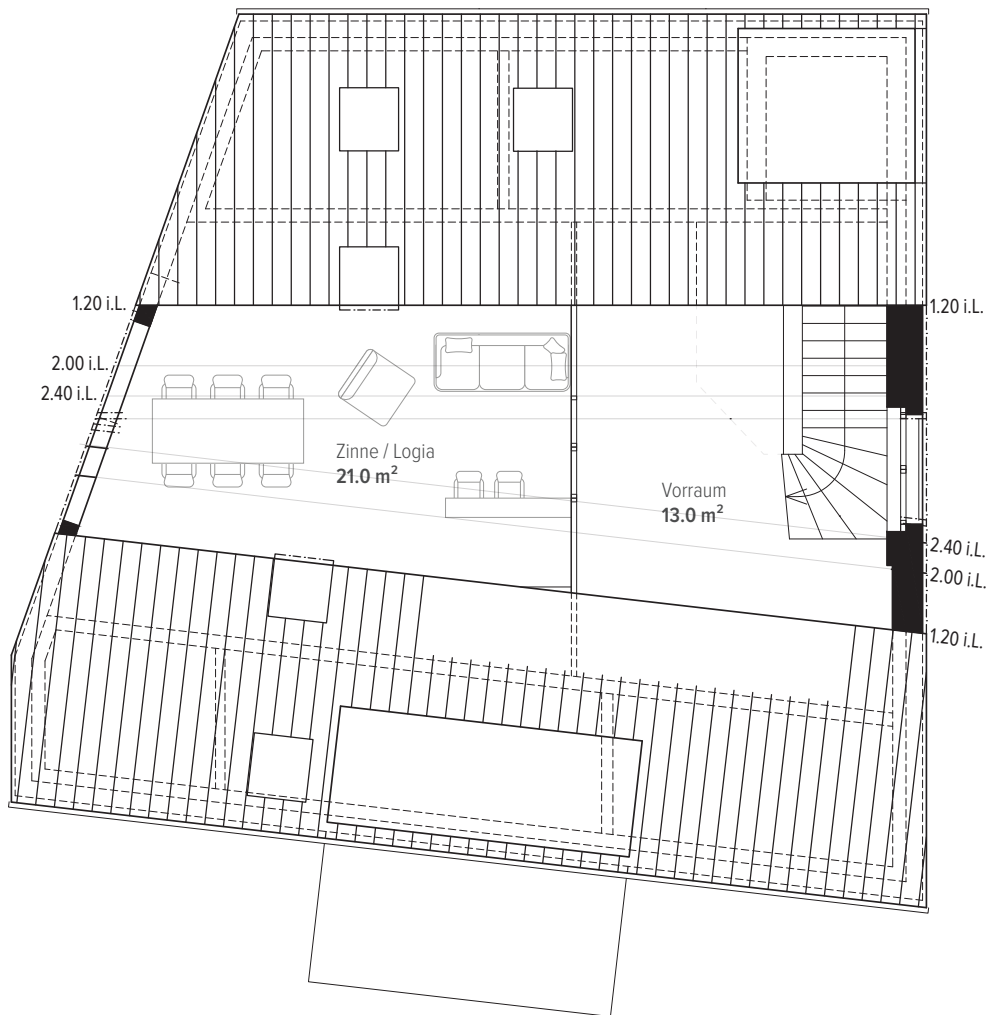 1.20 i.L.
1.20 i.L.
2.00 i.L.
2.40 i.L.
Zinne / Logia
21.0 m²
Vorraum
13.0 m²
2.40 i.L.
2.00 i.L.
1.20 i.L.